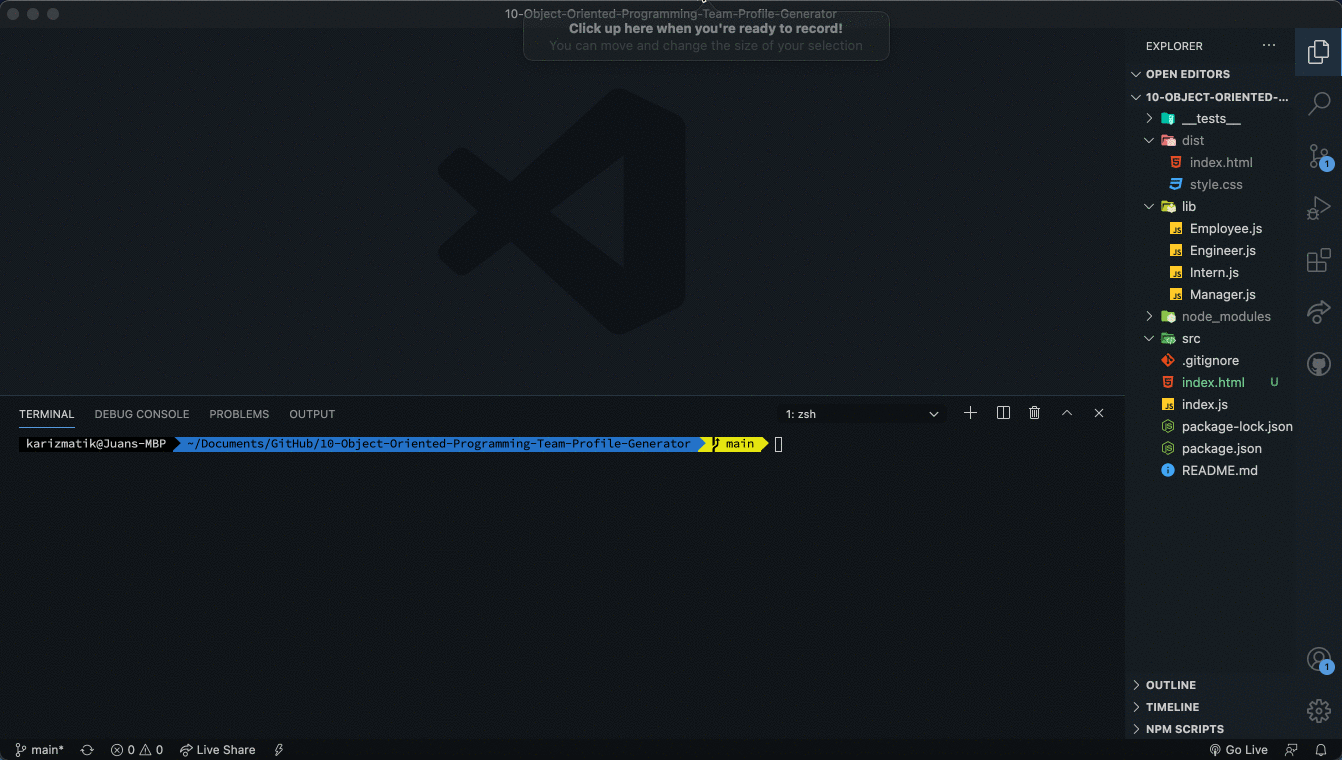 10-Object-Oriented-Programming-Team-Profile-Generator
Click up here when you're ready to record!
You can move and change the size of your selection
EXPLORER
OPEN EDITORS
10-OBJECT-ORIENTED-...
__tests__
dist
index.html
style.css
lib
Employee.js
Engineer.js
Intern.js
Manager.js
node_modules
src
.gitignore
index.html U
index.js
package-lock.json
package.json
README.md
1
TERMINAL DEBUG CONSOLE PROBLEMS OUTPUT 1: zsh
karizmatik@Juans-MBP ~/Documents/GitHub/10-Object-Oriented-Programming-Team-Profile-Generator main
OUTLINE
TIMELINE
NPM SCRIPTS
1
main* 0 0 Live Share Go Live